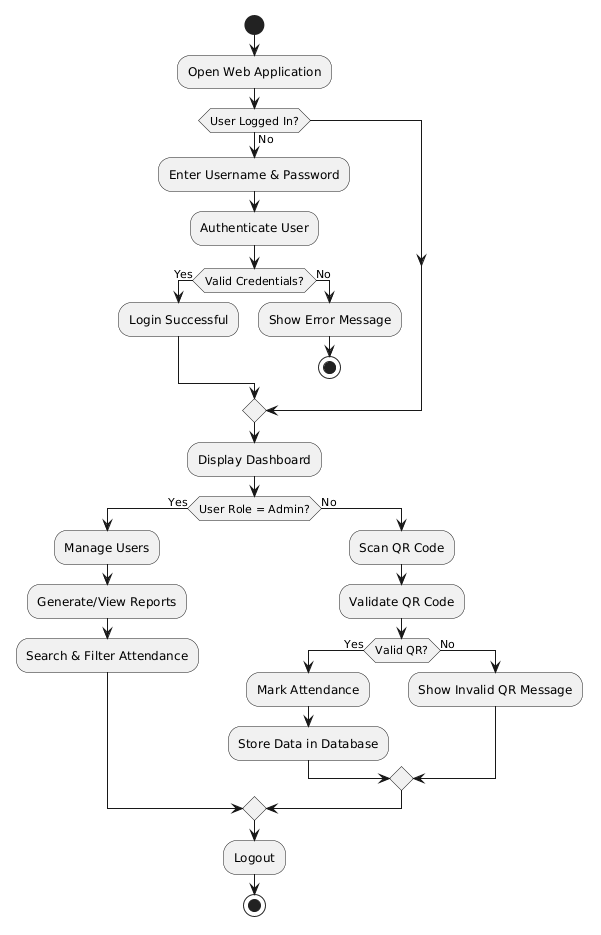 Open Web Application
User Logged In?
No
Enter Username & Password
Authenticate User
Yes
Valid Credentials?
No
Login Successful
Show Error Message
Display Dashboard
Yes
User Role = Admin?
No
Manage Users
Scan QR Code
Generate/View Reports
Validate QR Code
Search & Filter Attendance
Yes
Valid QR?
No
Mark Attendance
Show Invalid QR Message
Store Data in Database
Logout